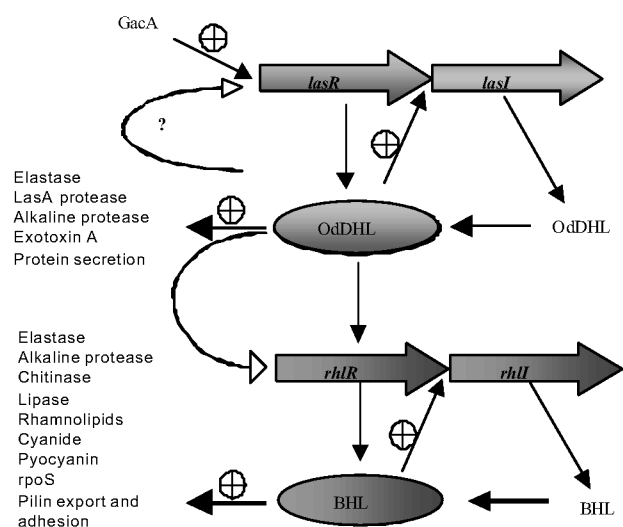 GacA
lasR
lasI
?
Elastase
LasA protease
Alkaline protease
Exotoxin A
Protein secretion
OdDHL
OdDHL
Elastase
Alkaline protease
Chitinase
Lipase
Rhamnolipids
Cyanide
Pyocyanin
rpoS
Pilin export and
adhesion
rhlR
rhlI
BHL
BHL